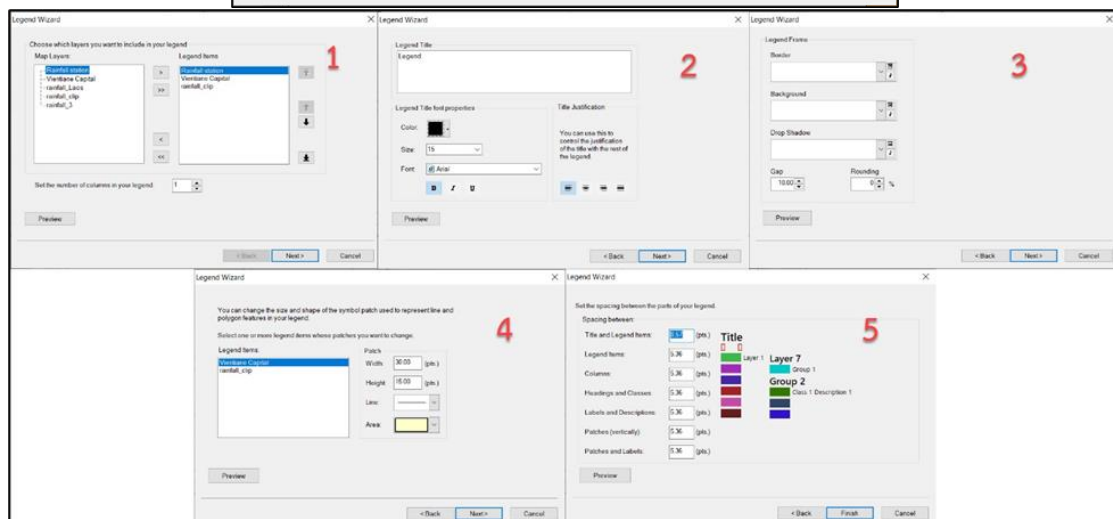 Legend Wizard
Choose which layers you want to include in your legend
Map Layers:
Rainfall station
Vientiane Capital
rainfall_Laos
rainfall_clip
rainfall_3
>
>>
<
<<
Legend Items
Rainfall station
Vientiane Capital
rainfall_clip
1
Set the number of columns in your legend: 1
Preview
< Back Next > Cancel
Legend Wizard
Legend Title
Legend
2
Legend Title font properties
Color:
Size: 15
Font: Arial
B I U
Title Justification
You can use this to
control the justification
of the title with the rest of
the legend.
Preview
< Back Next > Cancel
Legend Wizard
Legend Frame
3
Border
Background
Drop Shadow
Gap Rounding
10.00 0 %
Preview
< Back Next > Cancel
Legend Wizard
4
You can change the size and shape of the symbol patch used to represent line and
polygon features in your legend.
Select one or more legend items whose patches you want to change.
Legend Items:
Vientiane Capital
rainfall_clip
Patch
Width: 30.00 (pts.)
Height: 15.00 (pts.)
Line:
Area:
Preview
< Back Next > Cancel
Legend Wizard
Set the spacing between the parts of your legend.
5
Spacing between:
Title and Legend Items: (pts.)
Legend Items: 5.36 (pts.)
Columns: 5.36 (pts.)
Headings and Classes: 5.36 (pts.)
Labels and Descriptions: 5.36 (pts.)
Patches (vertically): 5.36 (pts.)
Patches and Labels: 5.36 (pts.)
Title
Layer 1
Layer 7
Group 1
Group 2
Class 1 Description 1
Preview
< Back Finish Cancel